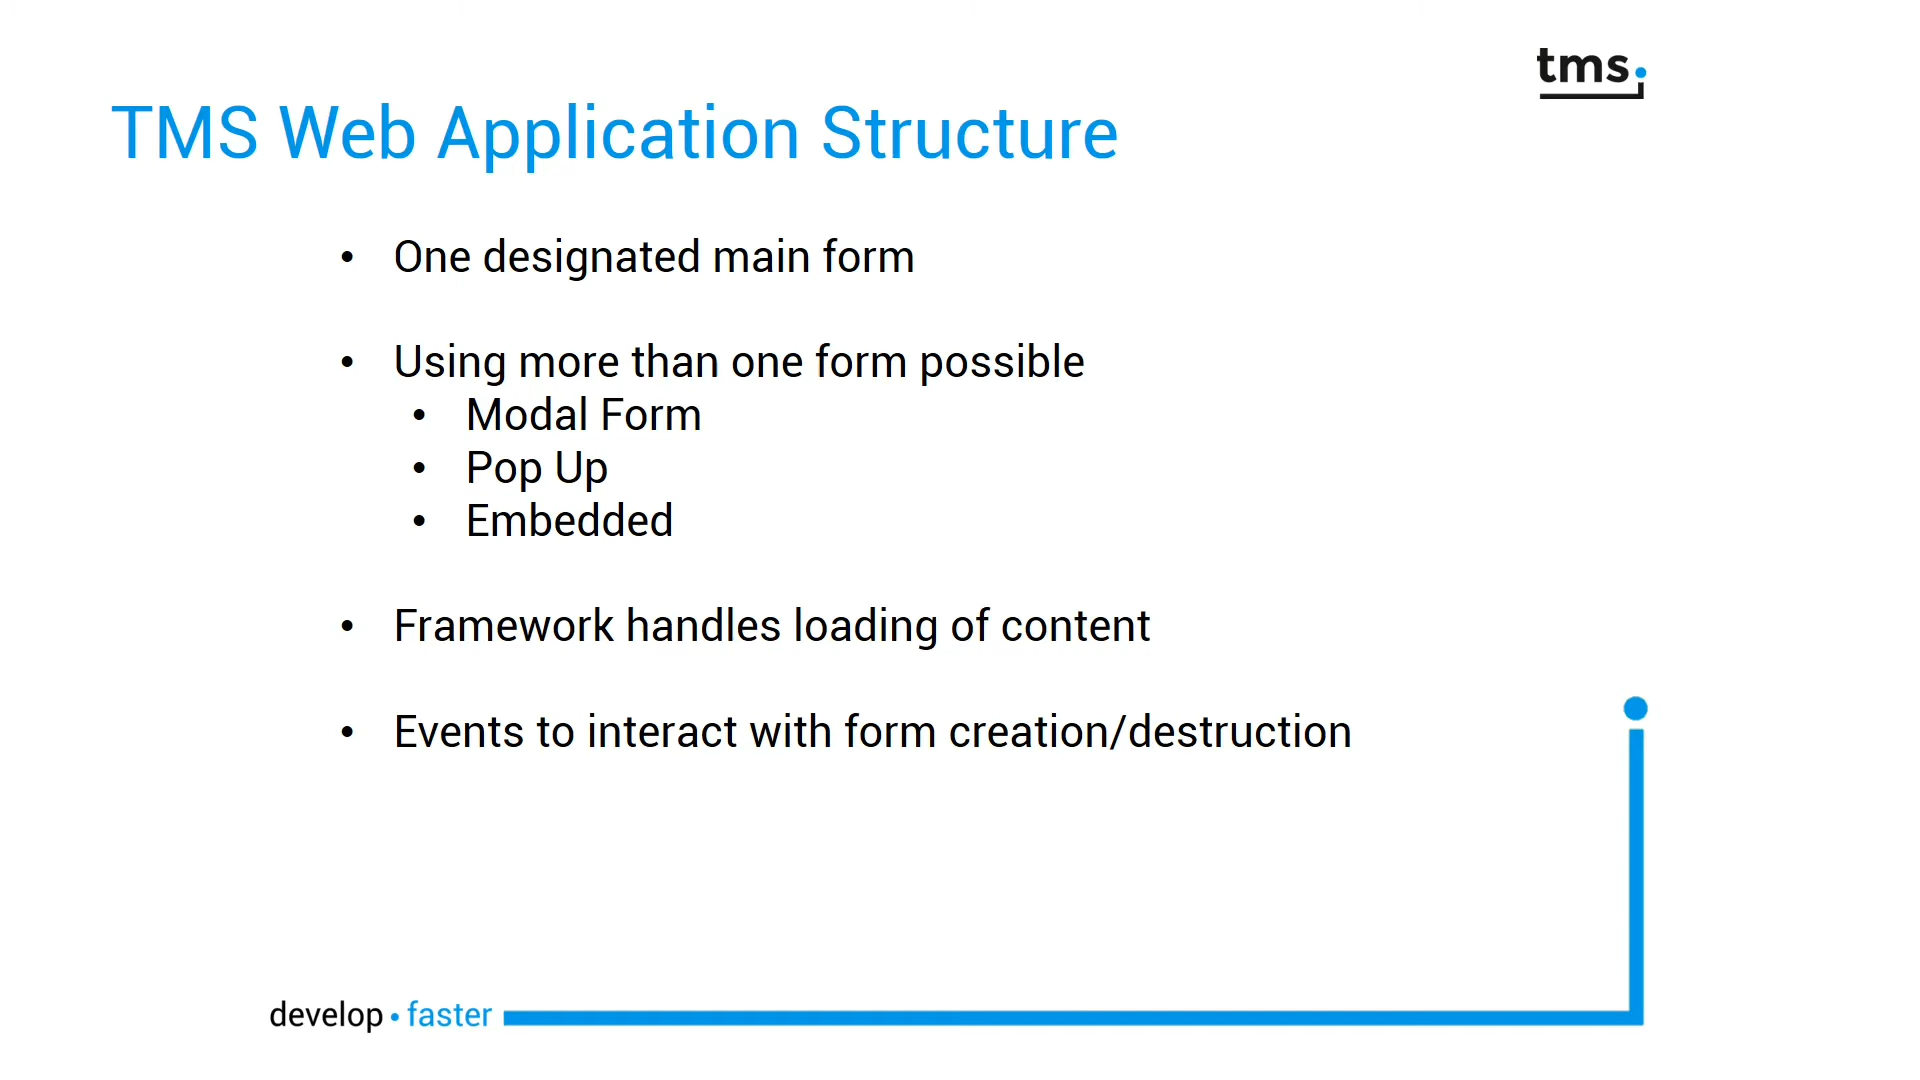 tms
TMS Web Application Structure
• One designated main form
• Using more than one form possible
• Modal Form
• Pop Up
• Embedded
• Framework handles loading of content
• Events to interact with form creation/destruction
develop • faster